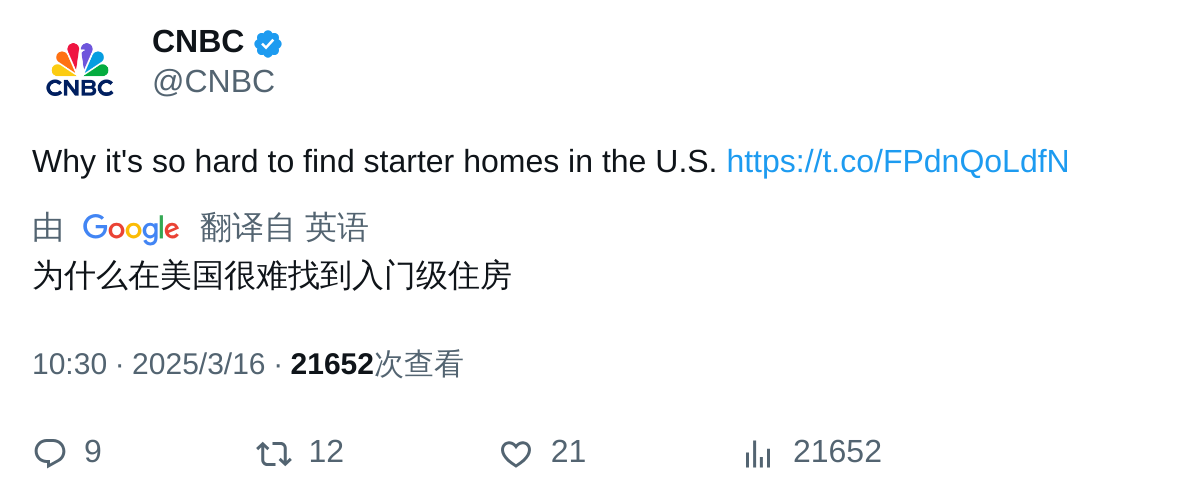 CNBC
CNBC
@CNBC
Why it's so hard to find starter homes in the U.S. https://t.co/FPdnQoLdfN
由 Google 翻译自 英语
为什么在美国很难找到入门级住房
10:30 · 2025/3/16 · 21652次查看
9 12 21 21652